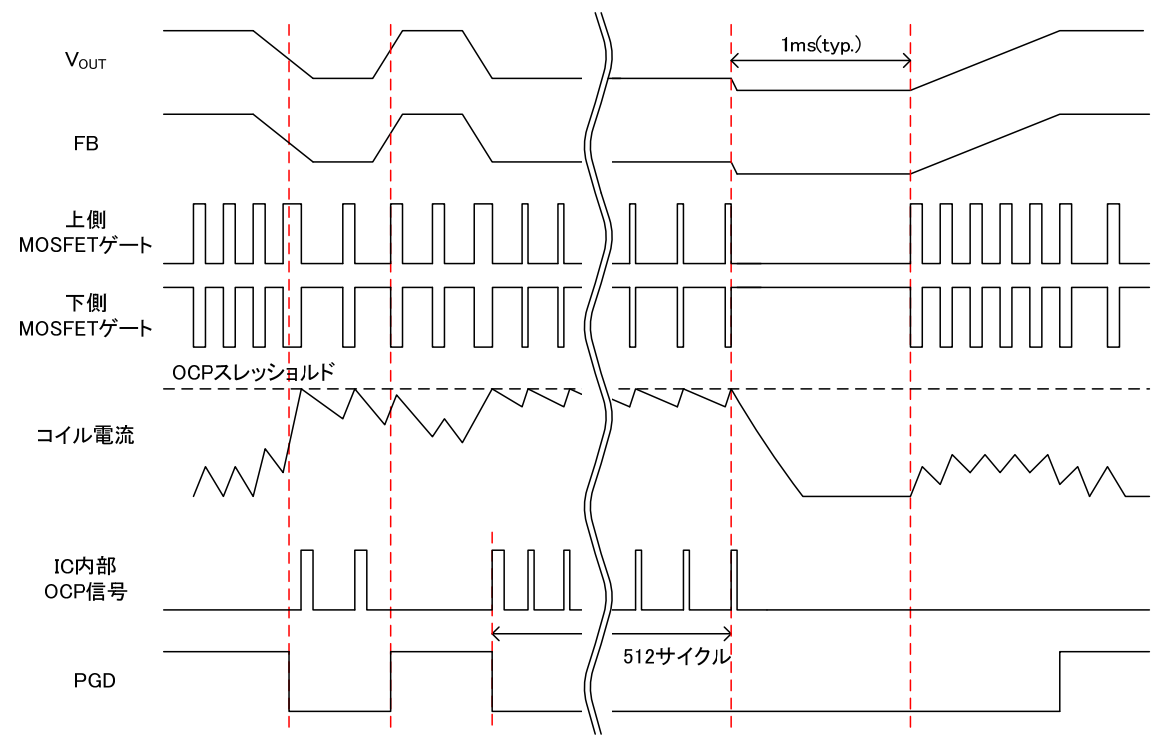 VOUT
1ms(typ.)
FB
上側
MOSFETゲート
下側
MOSFETゲート
OCPスレッショルド
コイル電流
IC内部
OCP信号
512サイクル
PGD